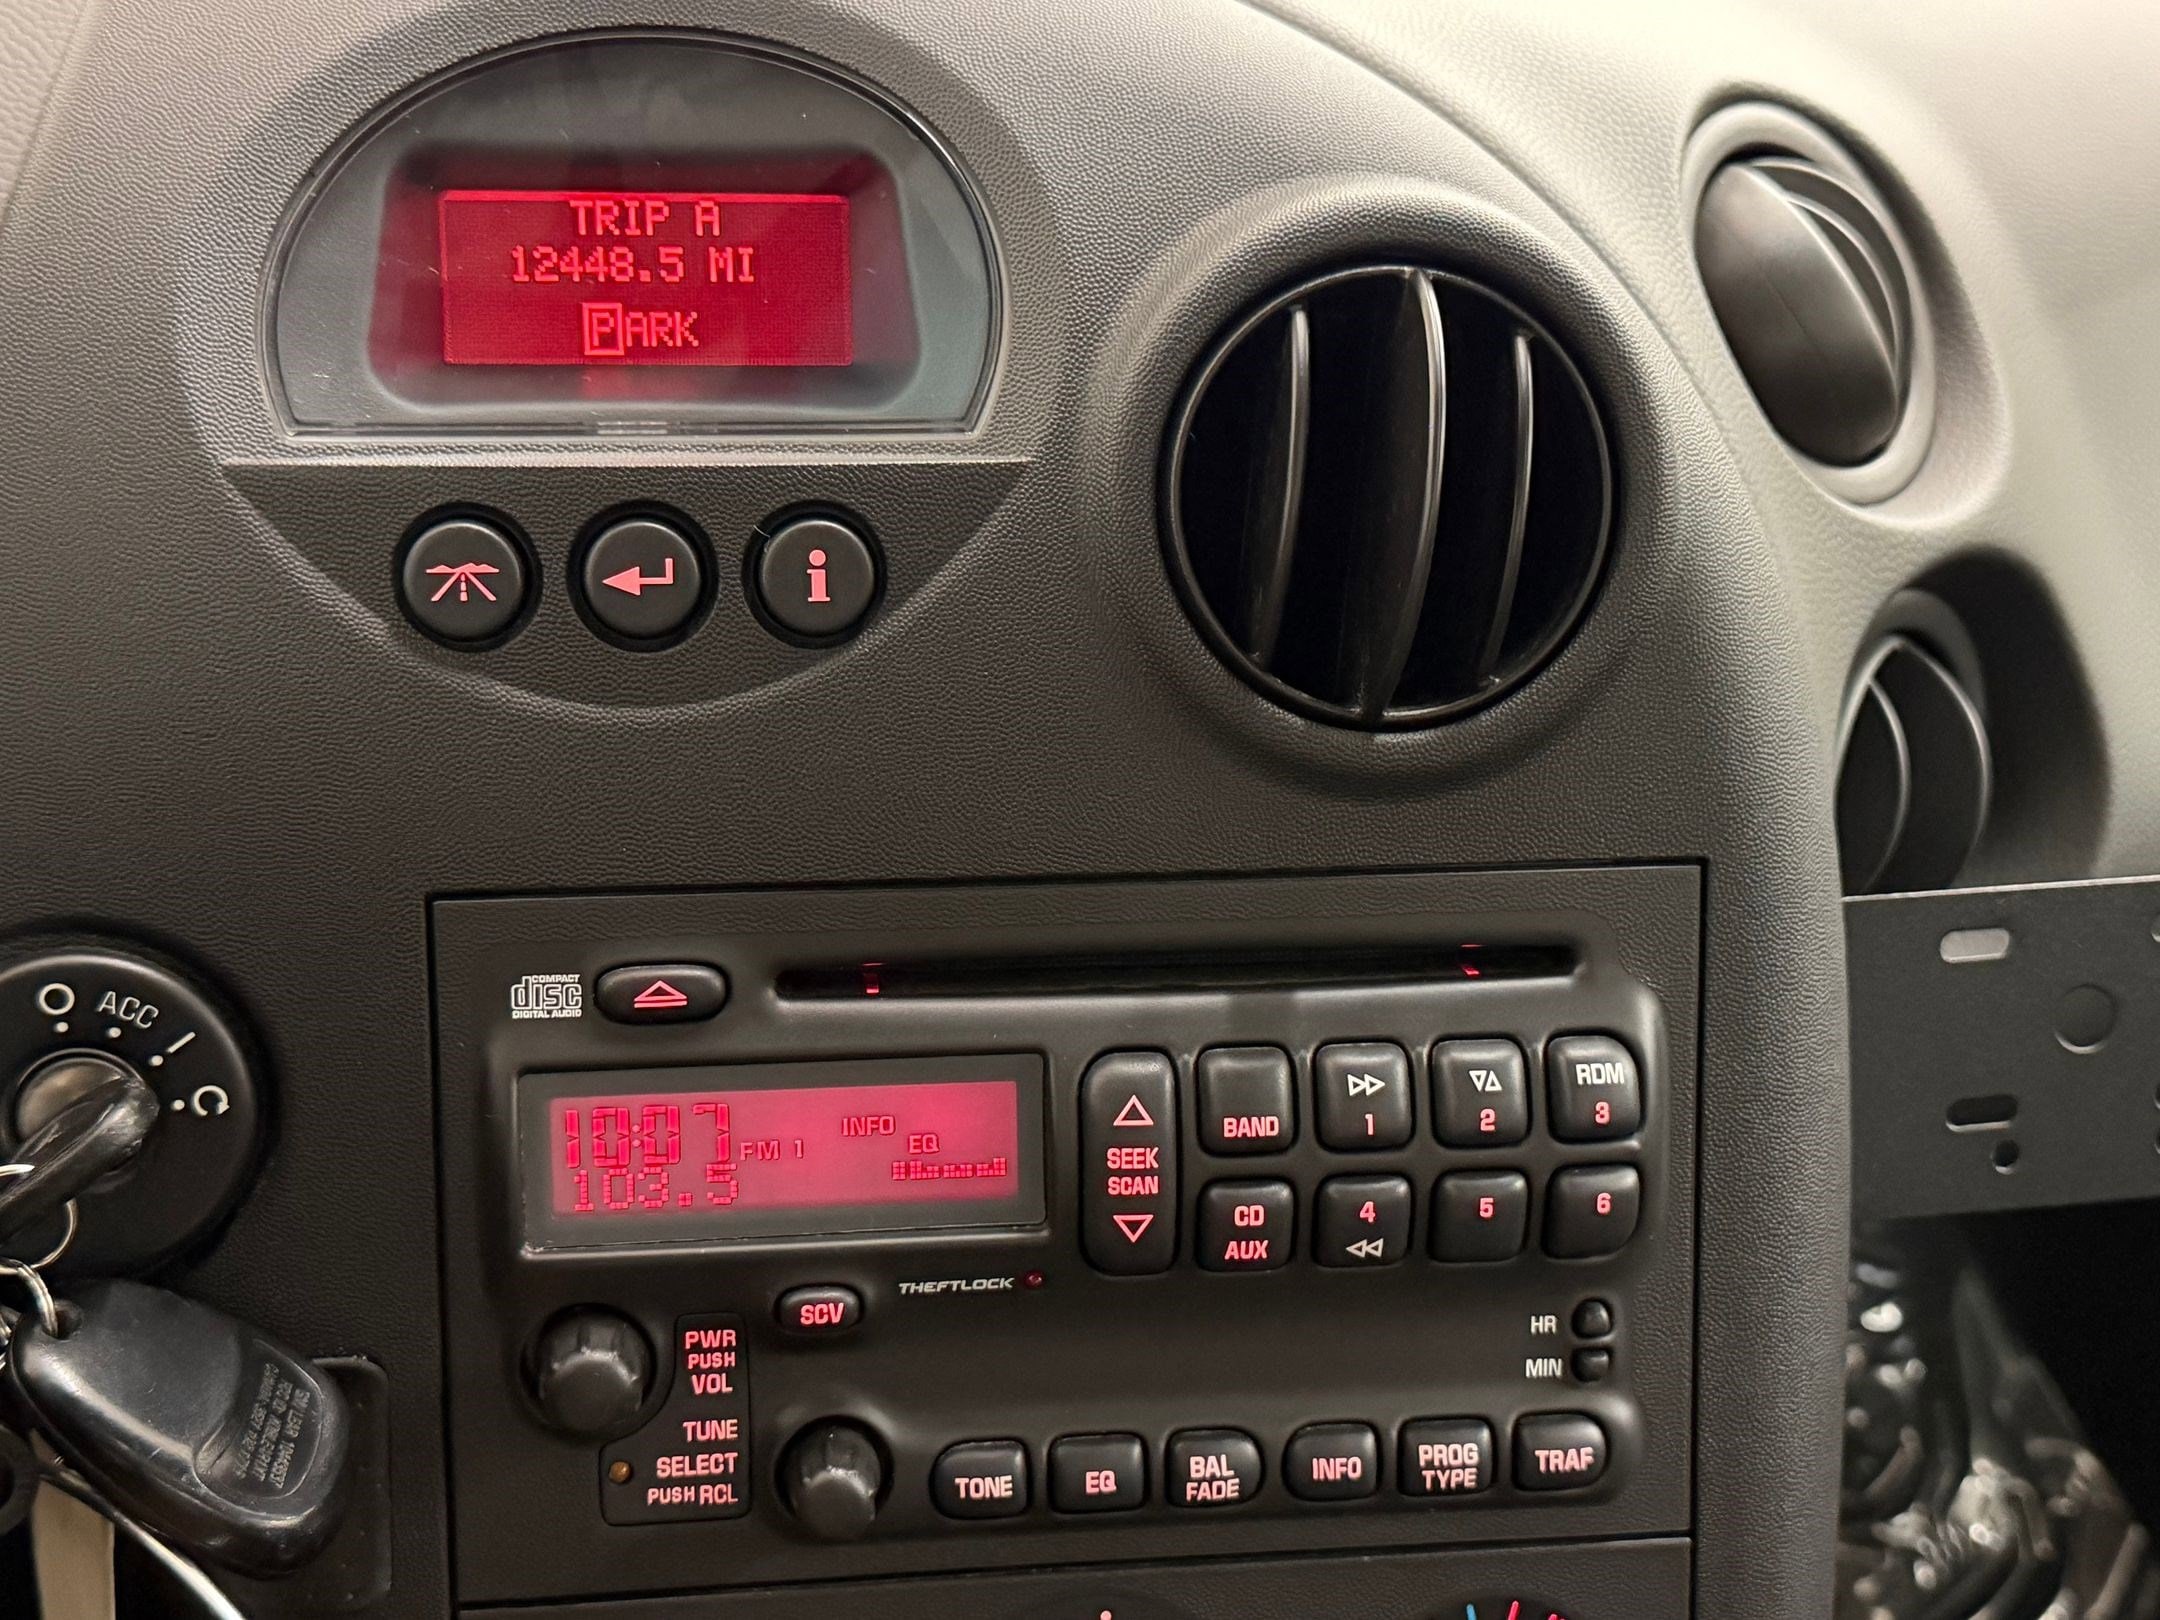 TRIP A
12448.5 MI
PARK
i
ACC
COMPACT
disc
DIGITAL AUDIO
10:07 FM 1
INFO
EQ
103.5
SEEK
SCAN
BAND
1
2
RDM
3
CD
AUX
4
5
6
THEFTLOCK
SCV
HR
MIN
PWR
PUSH
VOL
TUNE
SELECT
PUSH RCL
TONE
EQ
BAL
FADE
INFO
PROG
TYPE
TRAF